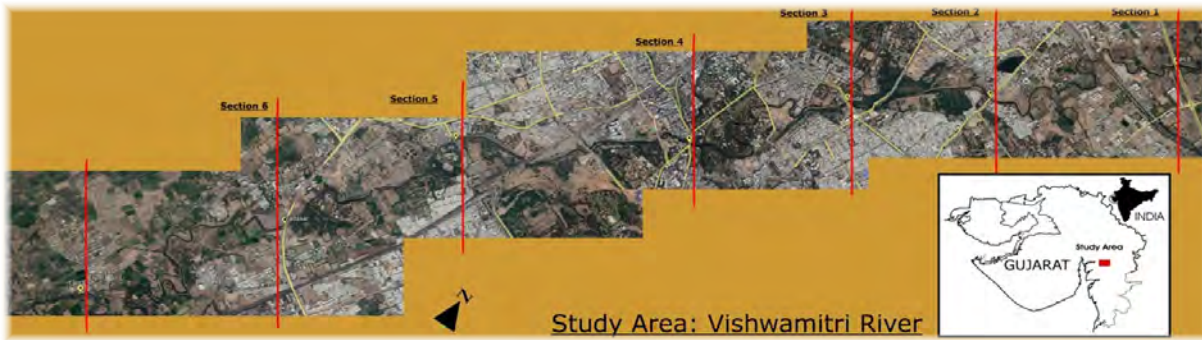 Section 3
Section 2
Section 1
Section 4
Section 5
Section 6
INDIA
Study Area
GUJARAT
N
Study Area: Vishwamitri River